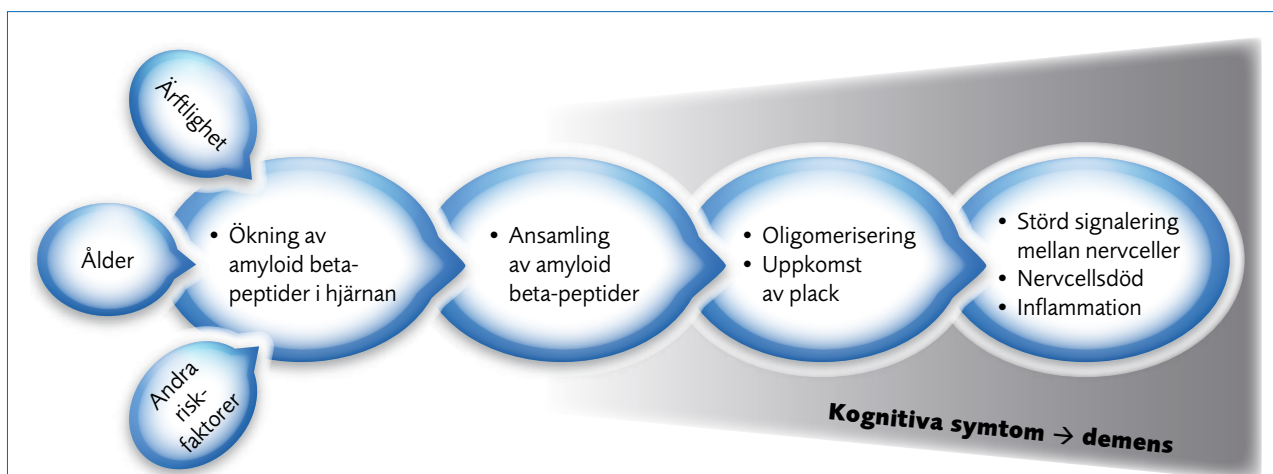 Ärftlighet
Ålder
Andra
risk-
faktorer
• Ökning av
amyloid beta-
peptider i hjärnan
• Ansamling
av amyloid
beta-peptider
• Oligomerisering
• Uppkomst
av plack
• Störd signalering
mellan nervceller
• Nervcellsdöd
• Inflammation
Kognitiva symtom → demens